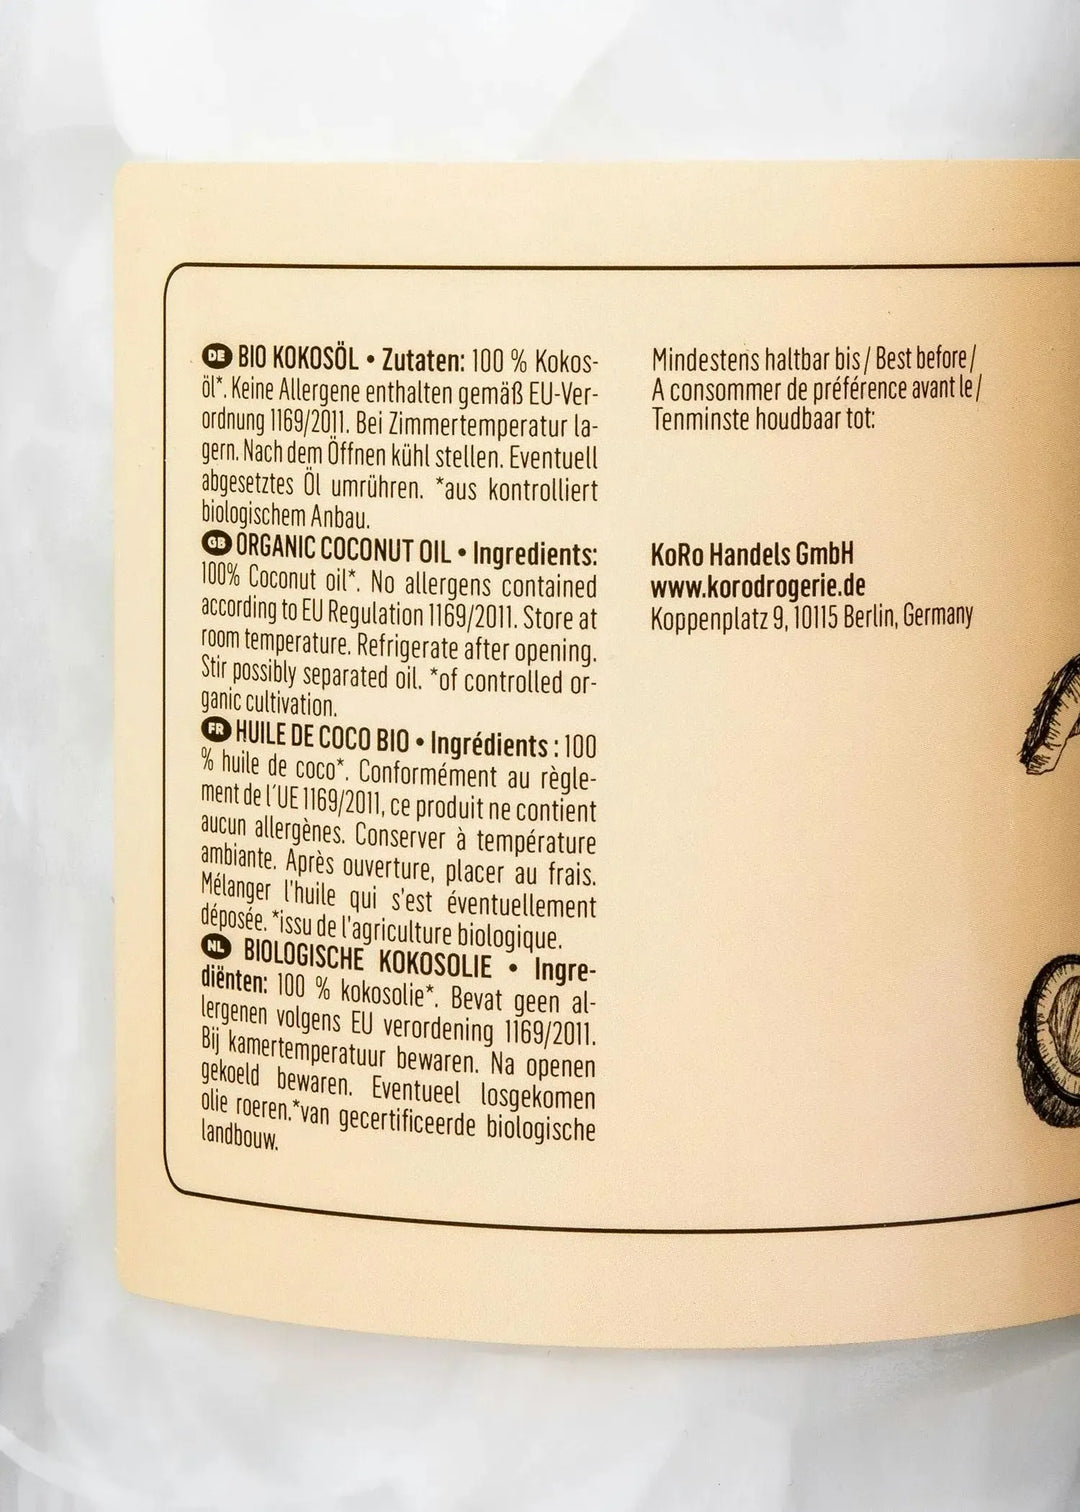 DE BIO KOKOSÖL • Zutaten: 100 % Kokos-
öl*. Keine Allergene enthalten gemäß EU-Ver-
ordnung 1169/2011. Bei Zimmertemperatur la-
gern. Nach dem Öffnen kühl stellen. Eventuell
abgesetztes Öl umrühren. *aus kontrolliert
biologischem Anbau.
GB ORGANIC COCONUT OIL • Ingredients:
100% Coconut oil*. No allergens contained
according to EU Regulation 1169/2011. Store at
room temperature. Refrigerate after opening.
Stir possibly separated oil. *of controlled or-
ganic cultivation.
FR HUILE DE COCO BIO • Ingrédients : 100
% huile de coco*. Conformément au règle-
ment de l´UE 1169/2011, ce produit ne contient
aucun allergènes. Conserver à température
ambiante. Après ouverture, placer au frais.
Mélanger l'huile qui s'est éventuellement
déposée. *issu de l'agriculture biologique.
NL BIOLOGISCHE KOKOSOLIE • Ingre-
diënten: 100 % kokosolie*. Bevat geen al-
lergenen volgens EU verordening 1169/2011.
Bij kamertemperatuur bewaren. Na openen
gekoeld bewaren. Eventueel losgekomen
olie roeren.*van gecertificeerde biologische
landbouw.
Mindestens haltbar bis/ Best before/
A consommer de préférence avant le/
Tenminste houdbaar tot:
KoRo Handels GmbH
www.korodrogerie.de
Koppenplatz 9, 10115 Berlin, Germany